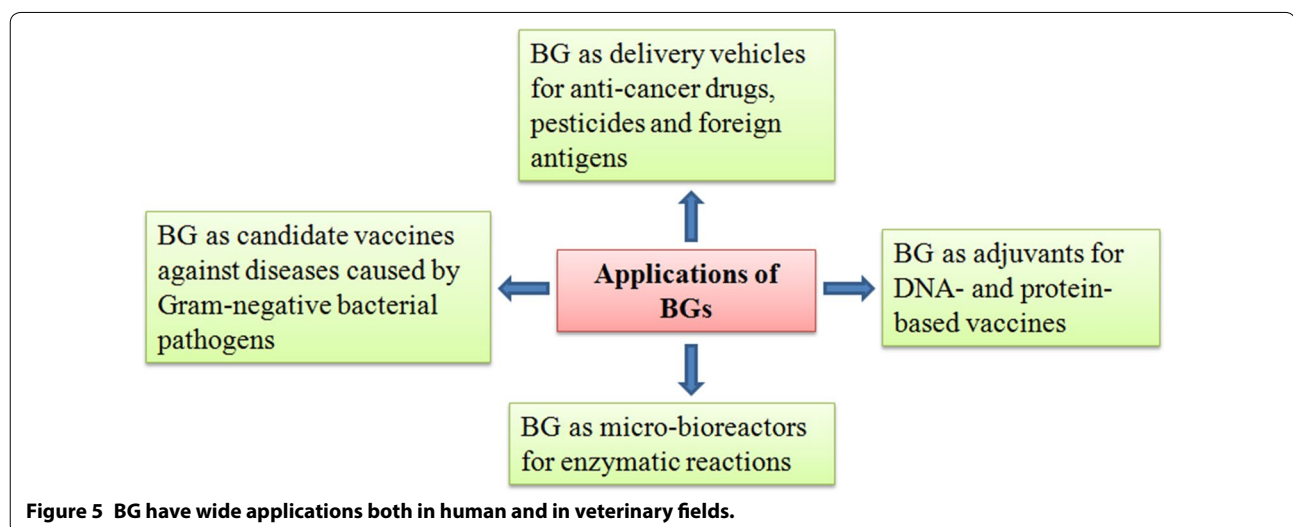 BG as delivery vehicles
for anti-cancer drugs,
pesticides and foreign
antigens
BG as candidate vaccines
against diseases caused by
Gram-negative bacterial
pathogens
Applications of
BGs
BG as adjuvants for
DNA- and protein-
based vaccines
BG as micro-bioreactors
for enzymatic reactions
Figure 5 BG have wide applications both in human and in veterinary fields.